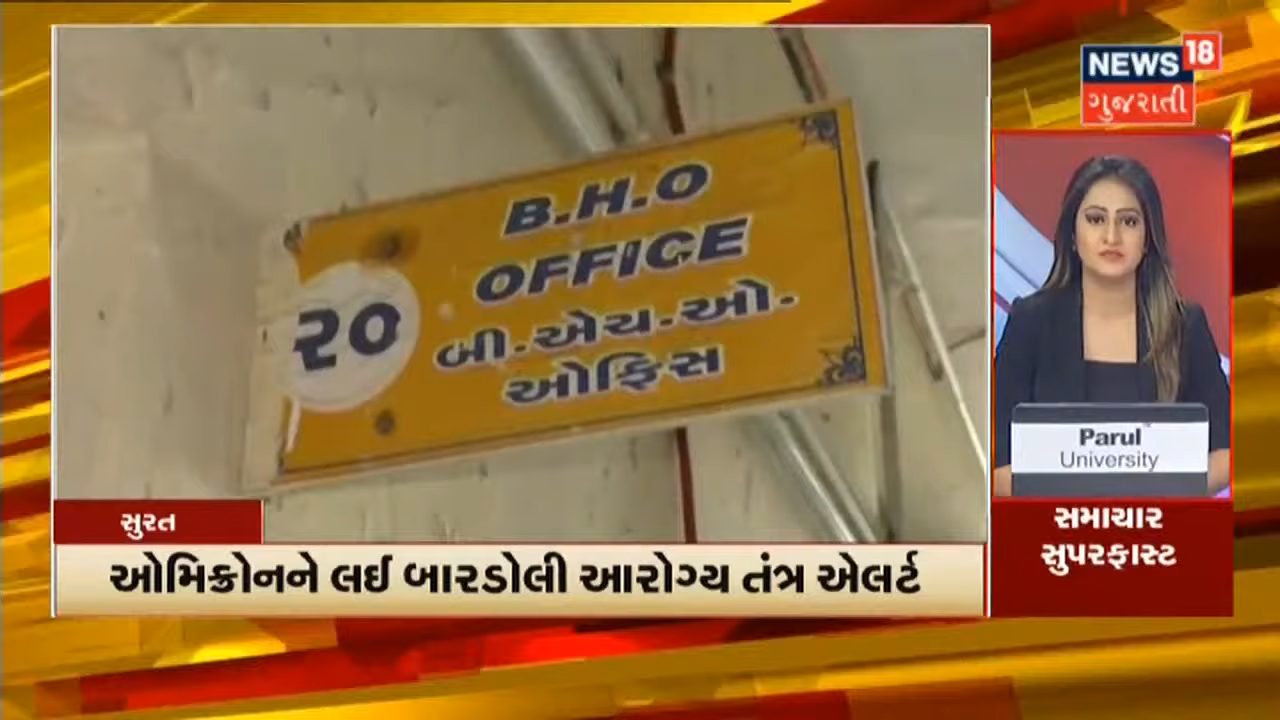 NEWS 18
ગુજરાતી
B.H.O
OFFICE
૨૦
બી.એચ.ઓ.
ઓફિસ
Parul
University
સુરત
ઓમિક્રોનને લઈ બારડોલી આરોગ્ય તંત્ર એલર્ટ
સમાચાર
સુપરફાસ્ટ